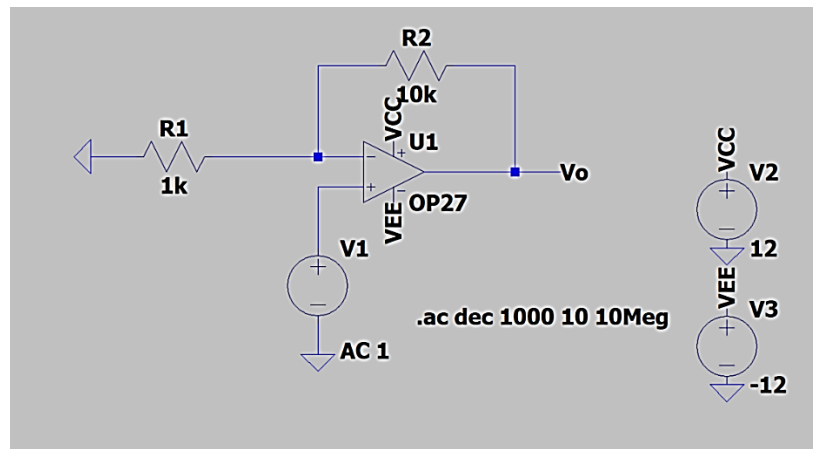 R2
10k
VCC
U1
R1
1k
Vo
OP27
VEE
V1
AC 1
.ac dec 1000 10 10Meg
VCC
V2
12
VEE
V3
-12